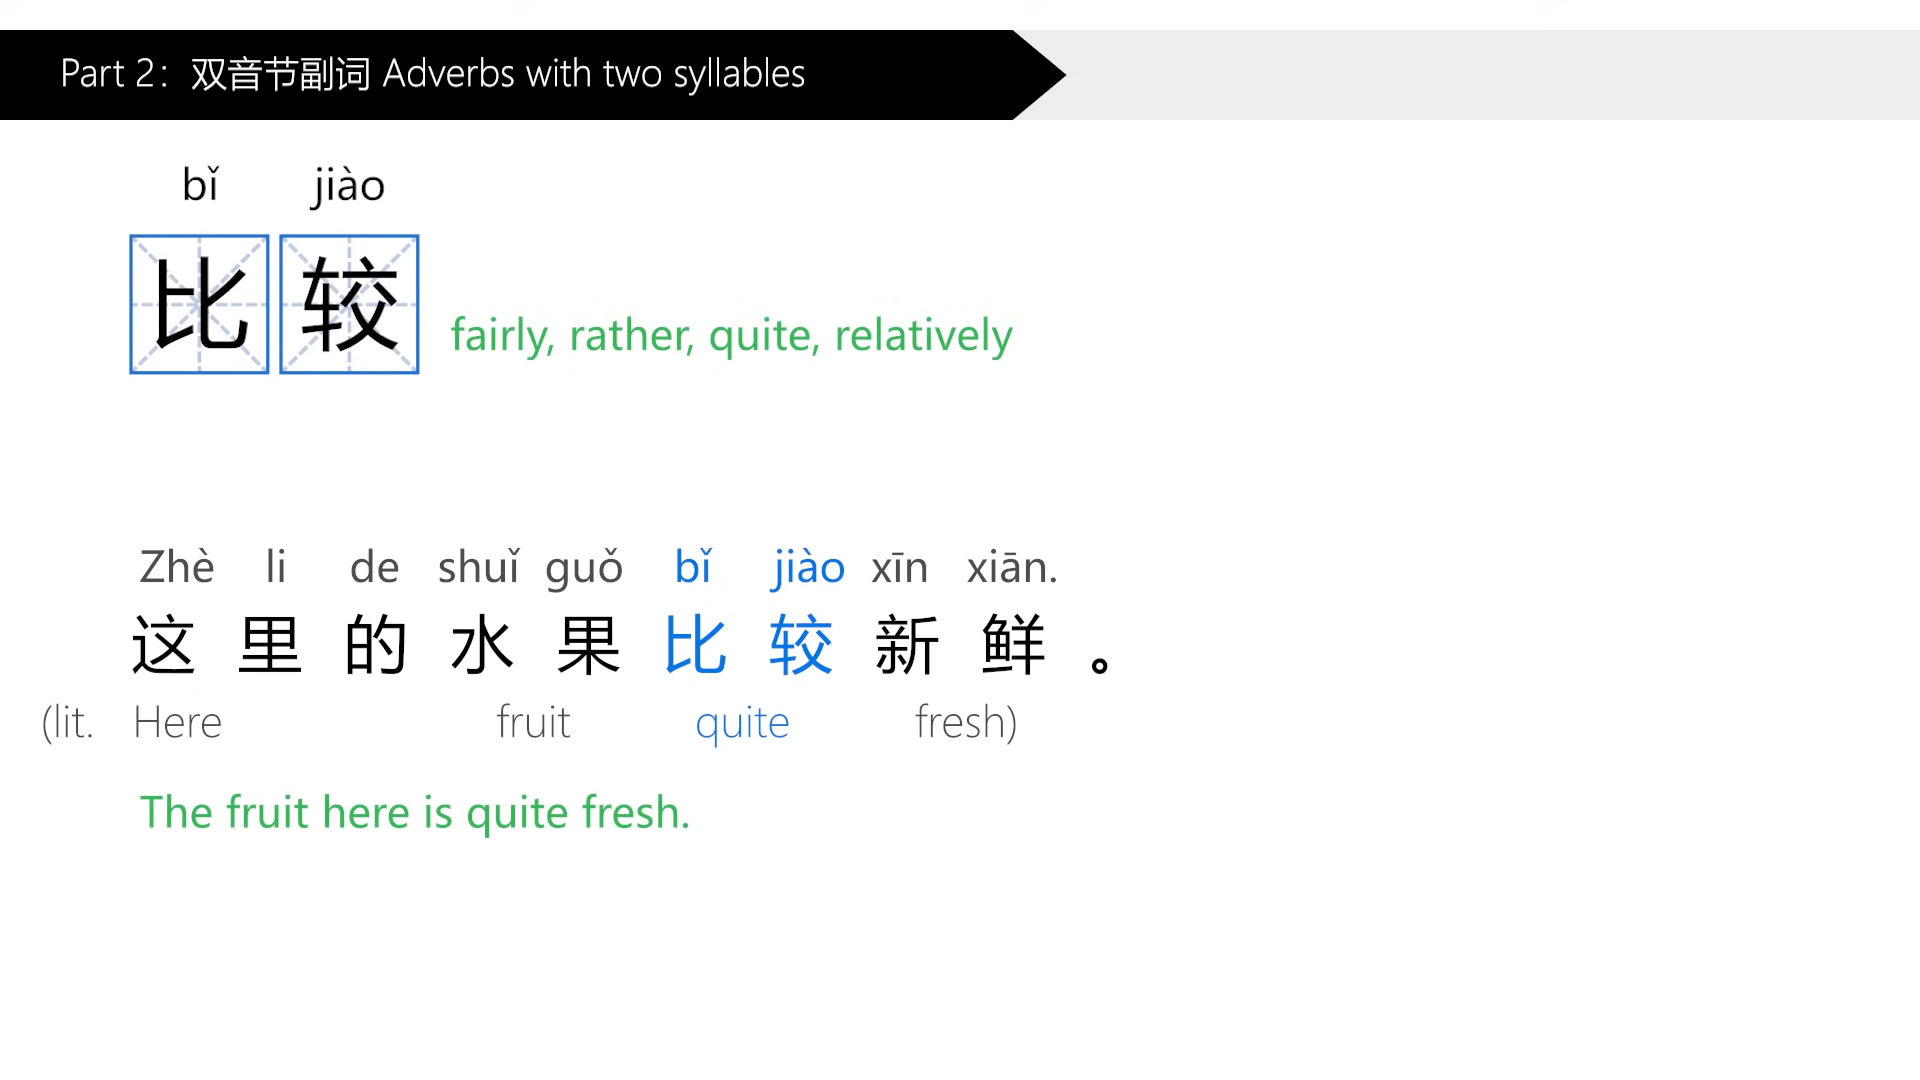 Part 2：双音节副词 Adverbs with two syllables
bǐ jiào
比较 fairly, rather, quite, relatively
Zhè li de shuǐ guǒ bǐ jiào xīn xiān.
这里的水果比较新鲜。
(lit. Here fruit quite fresh)
The fruit here is quite fresh.